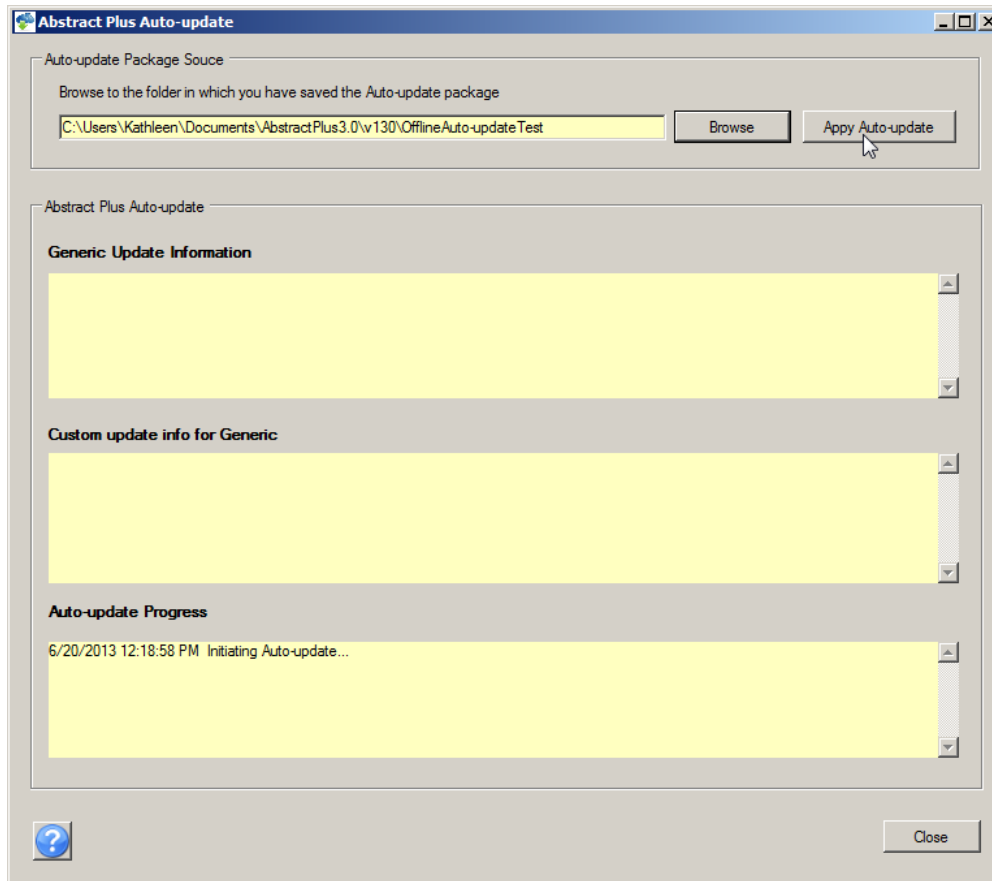 Abstract Plus Auto-update
Auto-update Package Souce
Browse to the folder in which you have saved the Auto-update package
C:\Users\Kathleen\Documents\AbstractPlus3.0\v130\OfflineAuto-updateTest
Browse
Appy Auto-update
Abstract Plus Auto-update
Generic Update Information
Custom update info for Generic
Auto-update Progress
6/20/2013 12:18:58 PM  Initiating Auto-update...
?
Close